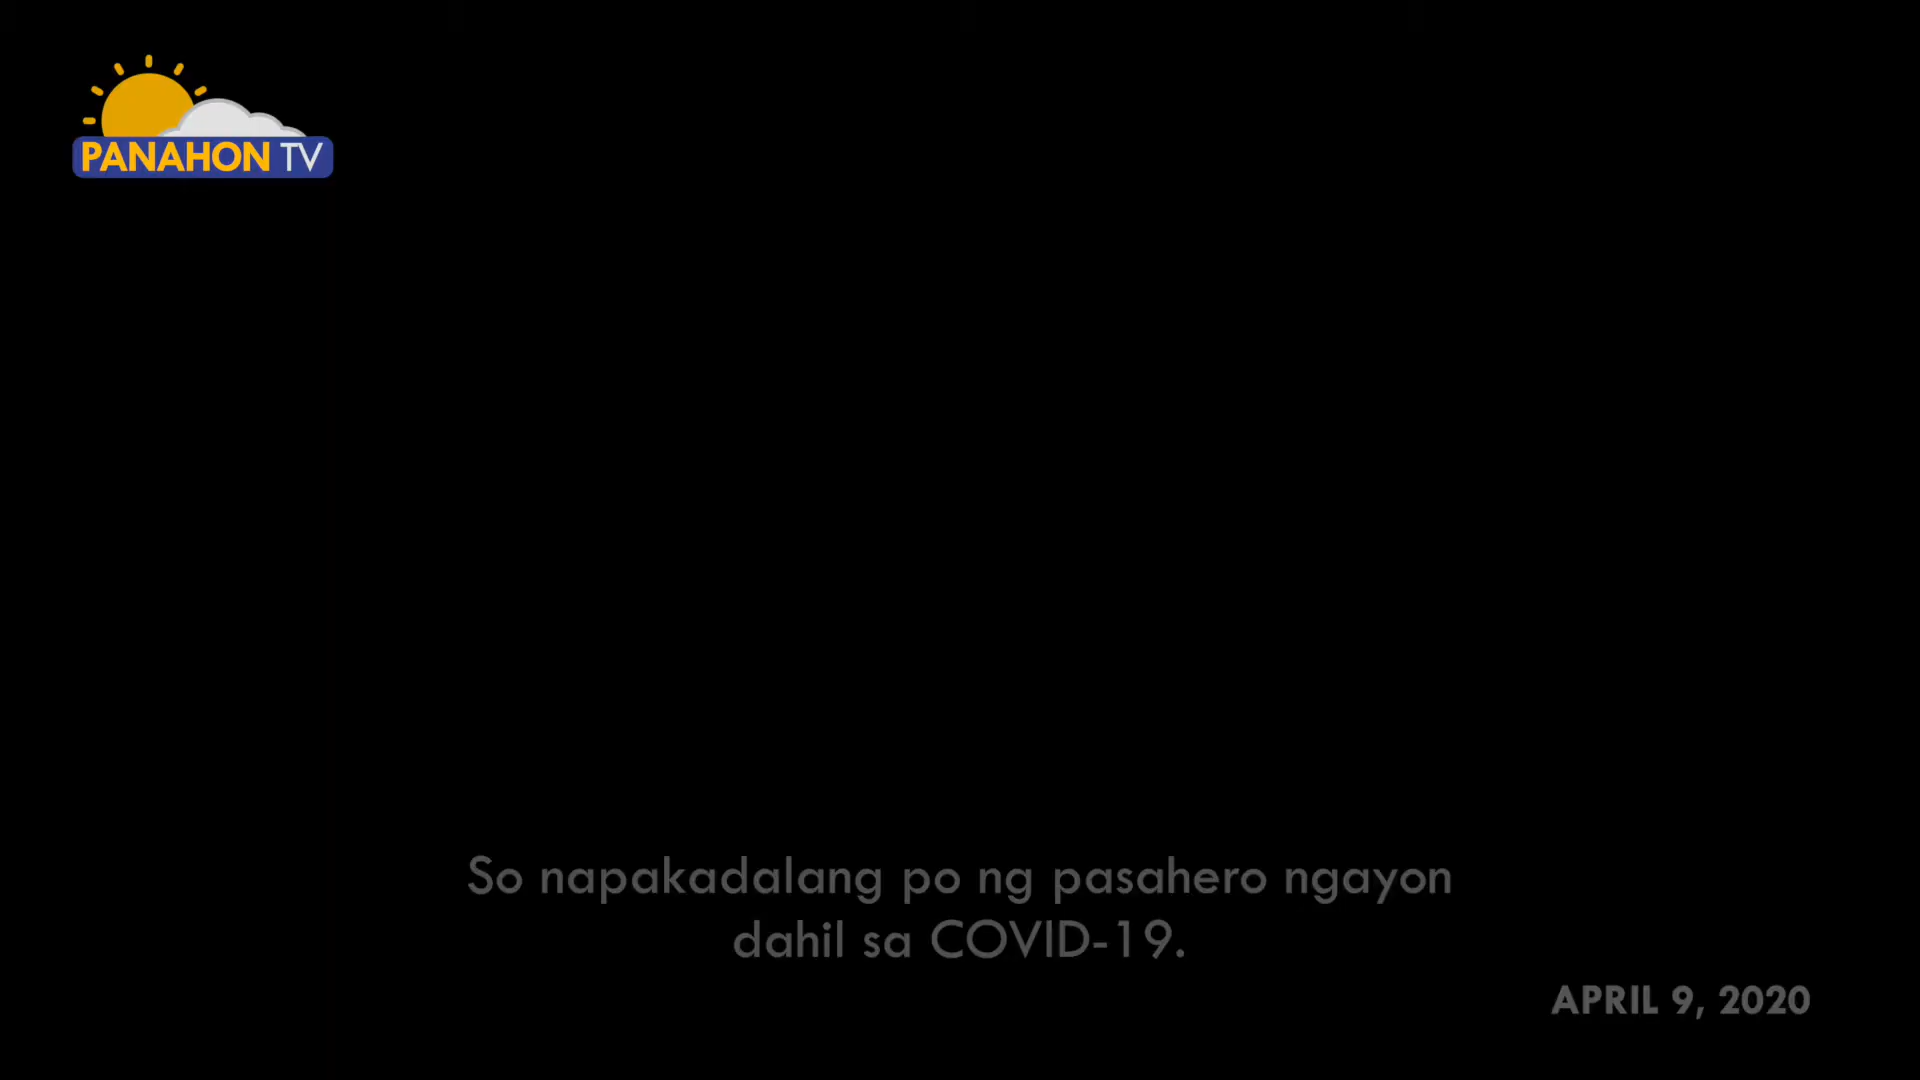 PANAHON TV
So napakadalang po ng pasahero ngayon
dahil sa COVID-19.
APRIL 9, 2020